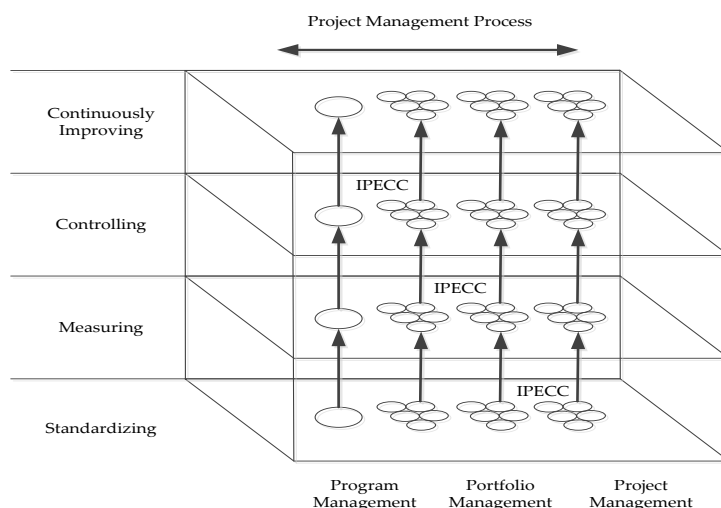 Project Management Process
Continuously
Improving
IPECC
Controlling
IPECC
Measuring
IPECC
Standardizing
Program
Management
Portfolio
Management
Project
Management